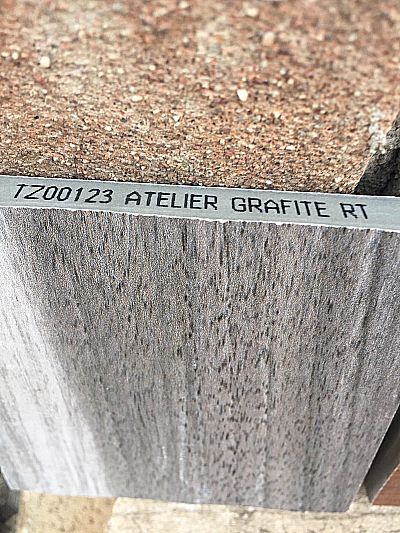 TZ00123 ATELIER GRAFITE RT